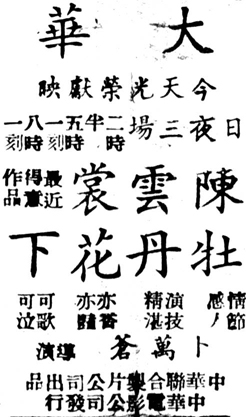 大華
今天光榮獻映
日夜三場 二時半 五時一刻 八時一刻
陳雲裳 最近得意作品
牡丹花下
情節感人 演技精湛 亦香亦豔 可歌可泣
卜萬蒼 導演
中華聯合製片公司出品
中華電影公司發行